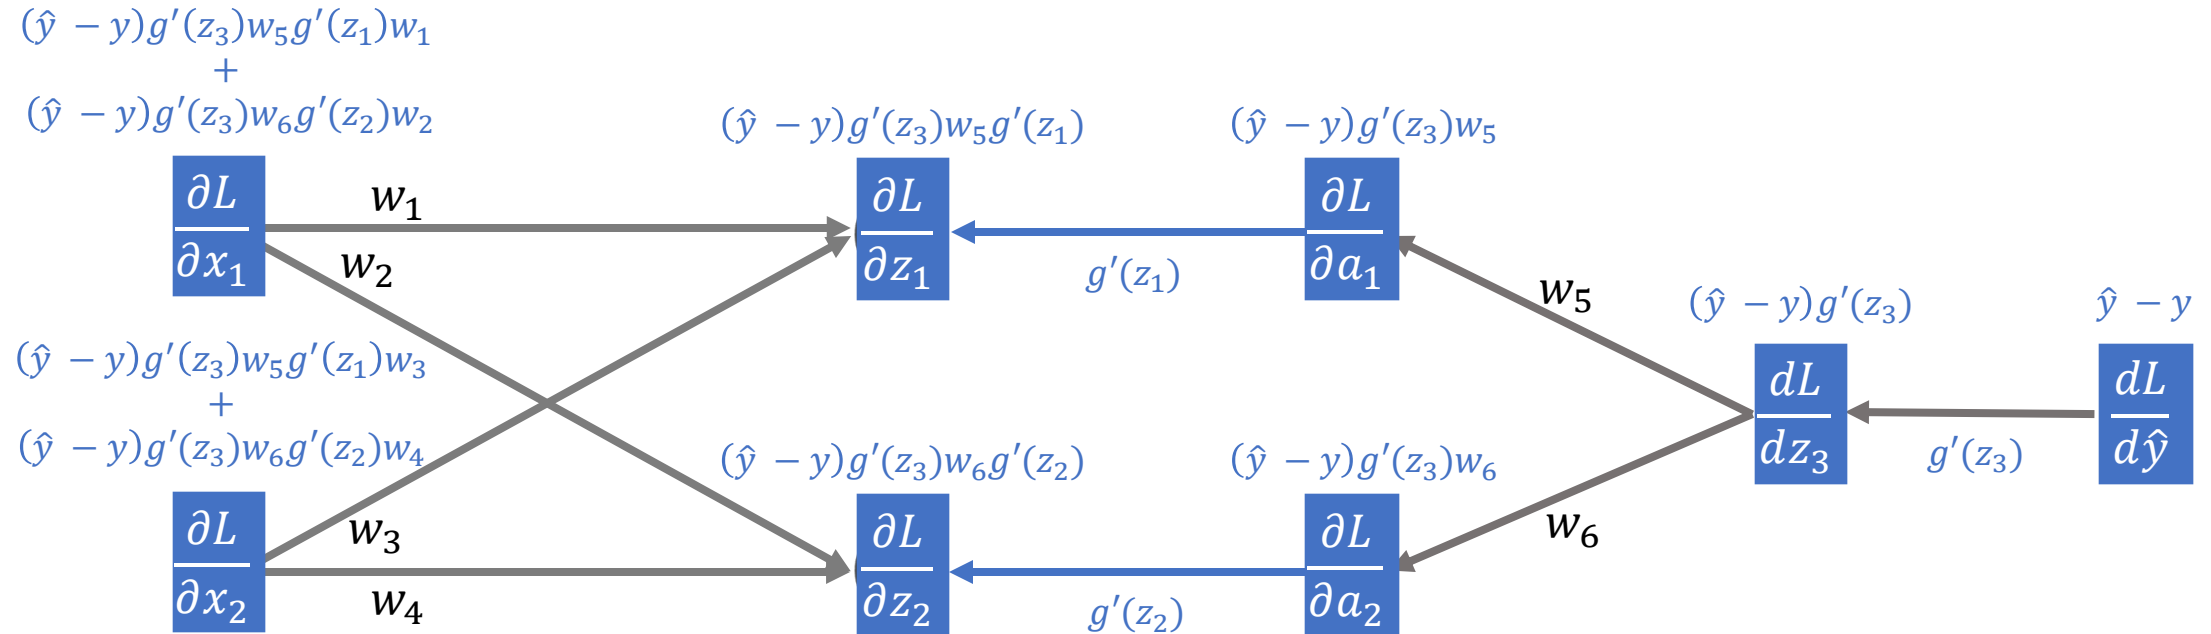 (ŷ − y)g′(z₃)w₅g′(z₁)w₁
+
(ŷ − y)g′(z₃)w₆g′(z₂)w₂
∂L
∂x₁
w₁
w₂
(ŷ − y)g′(z₃)w₅g′(z₁)
∂L
∂z₁
g′(z₁)
(ŷ − y)g′(z₃)w₅
∂L
∂a₁
w₅
(ŷ − y)g′(z₃)
dL
dz₃
g′(z₃)
ŷ − y
dL
dŷ
(ŷ − y)g′(z₃)w₅g′(z₁)w₃
+
(ŷ − y)g′(z₃)w₆g′(z₂)w₄
∂L
∂x₂
w₃
w₄
(ŷ − y)g′(z₃)w₆g′(z₂)
∂L
∂z₂
g′(z₂)
(ŷ − y)g′(z₃)w₆
∂L
∂a₂
w₆